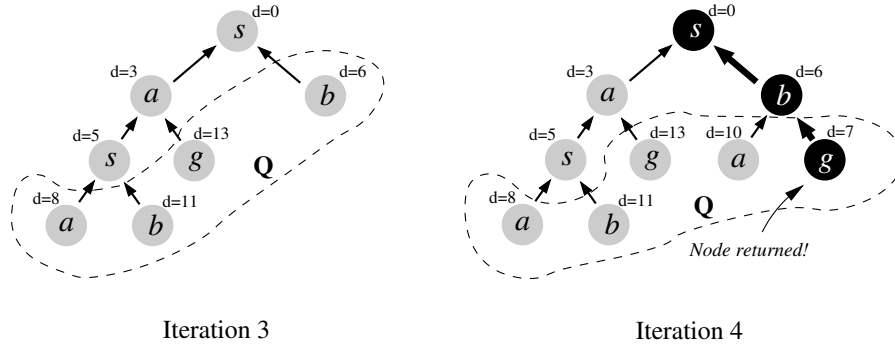 d=0
s
d=3
a
d=6
b
d=5
s
d=13
g
Q
d=8
a
d=11
b
Iteration 3
d=0
s
d=3
a
d=6
b
d=5
s
d=13
g
d=10
a
d=7
g
d=8
a
d=11
b
Q
Node returned!
Iteration 4